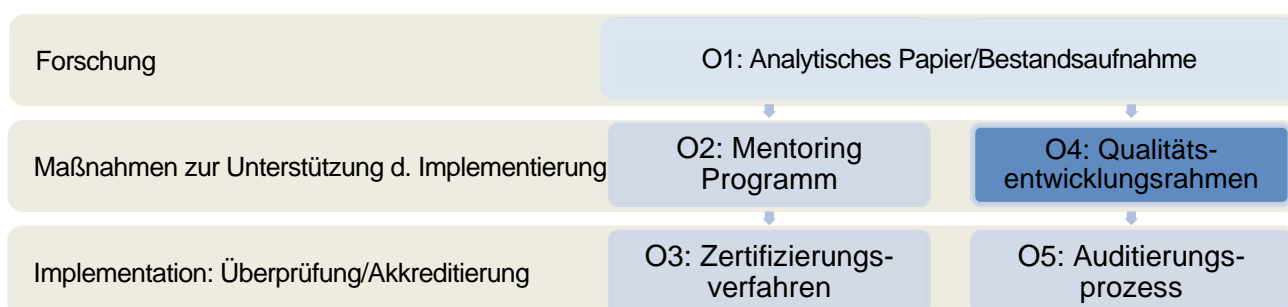 Forschung
O1: Analytisches Papier/Bestandsaufnahme
Maßnahmen zur Unterstützung d. Implementierung
O2: Mentoring
Programm
O4: Qualitäts-
entwicklungsrahmen
Implementation: Überprüfung/Akkreditierung
O3: Zertifizierungs-
verfahren
O5: Auditierungs-
prozess